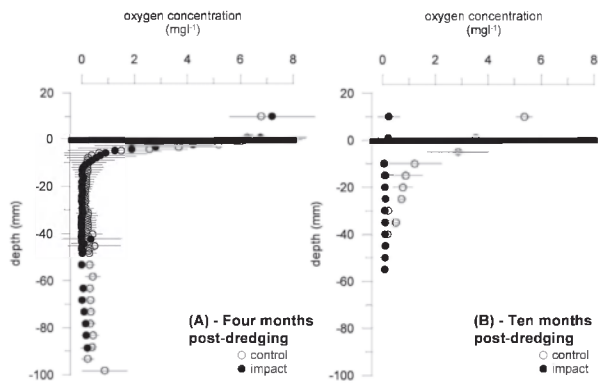 oxygen concentration
(mgl-1)
0 2 4 6 8
20
0
-20
-40
-60
-80
-100
depth (mm)
(A) - Four months
post-dredging
control
impact
oxygen concentration
(mgl-1)
0 2 4 6 8
20
0
-20
-40
-60
-80
-100
depth (mm)
(B) - Ten months
post-dredging
control
impact